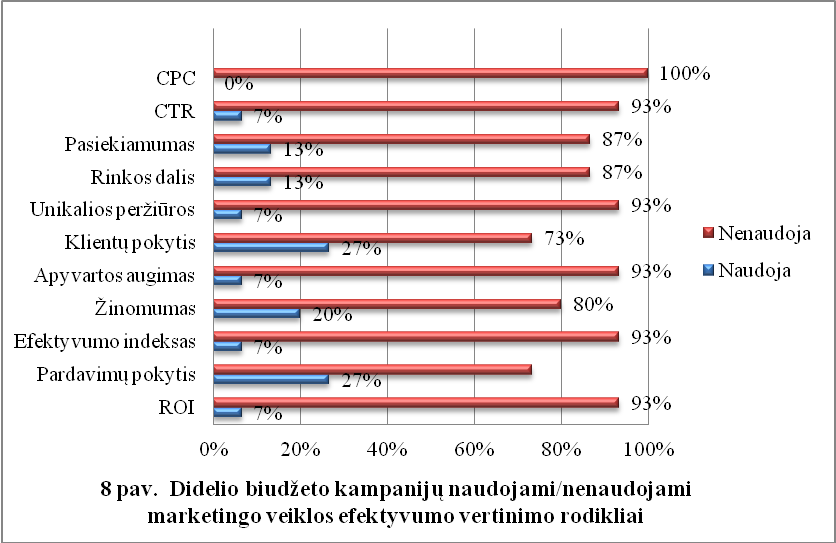 CPC 100%
0%
CTR 93%
7%
Pasiekiamumas 87%
13%
Rinkos dalis 87%
13%
Unikalios peržiūros 93%
7%
Klientų pokytis 73%
27%
Apyvartos augimas 93%
7%
Žinomumas 80%
20%
Efektyvumo indeksas 93%
7%
Pardavimų pokytis
27%
ROI 93%
7%
0% 20% 40% 60% 80% 100%
Nenaudoja
Naudoja
8 pav. Didelio biudžeto kampanijų naudojami/nenaudojami
marketingo veiklos efektyvumo vertinimo rodikliai